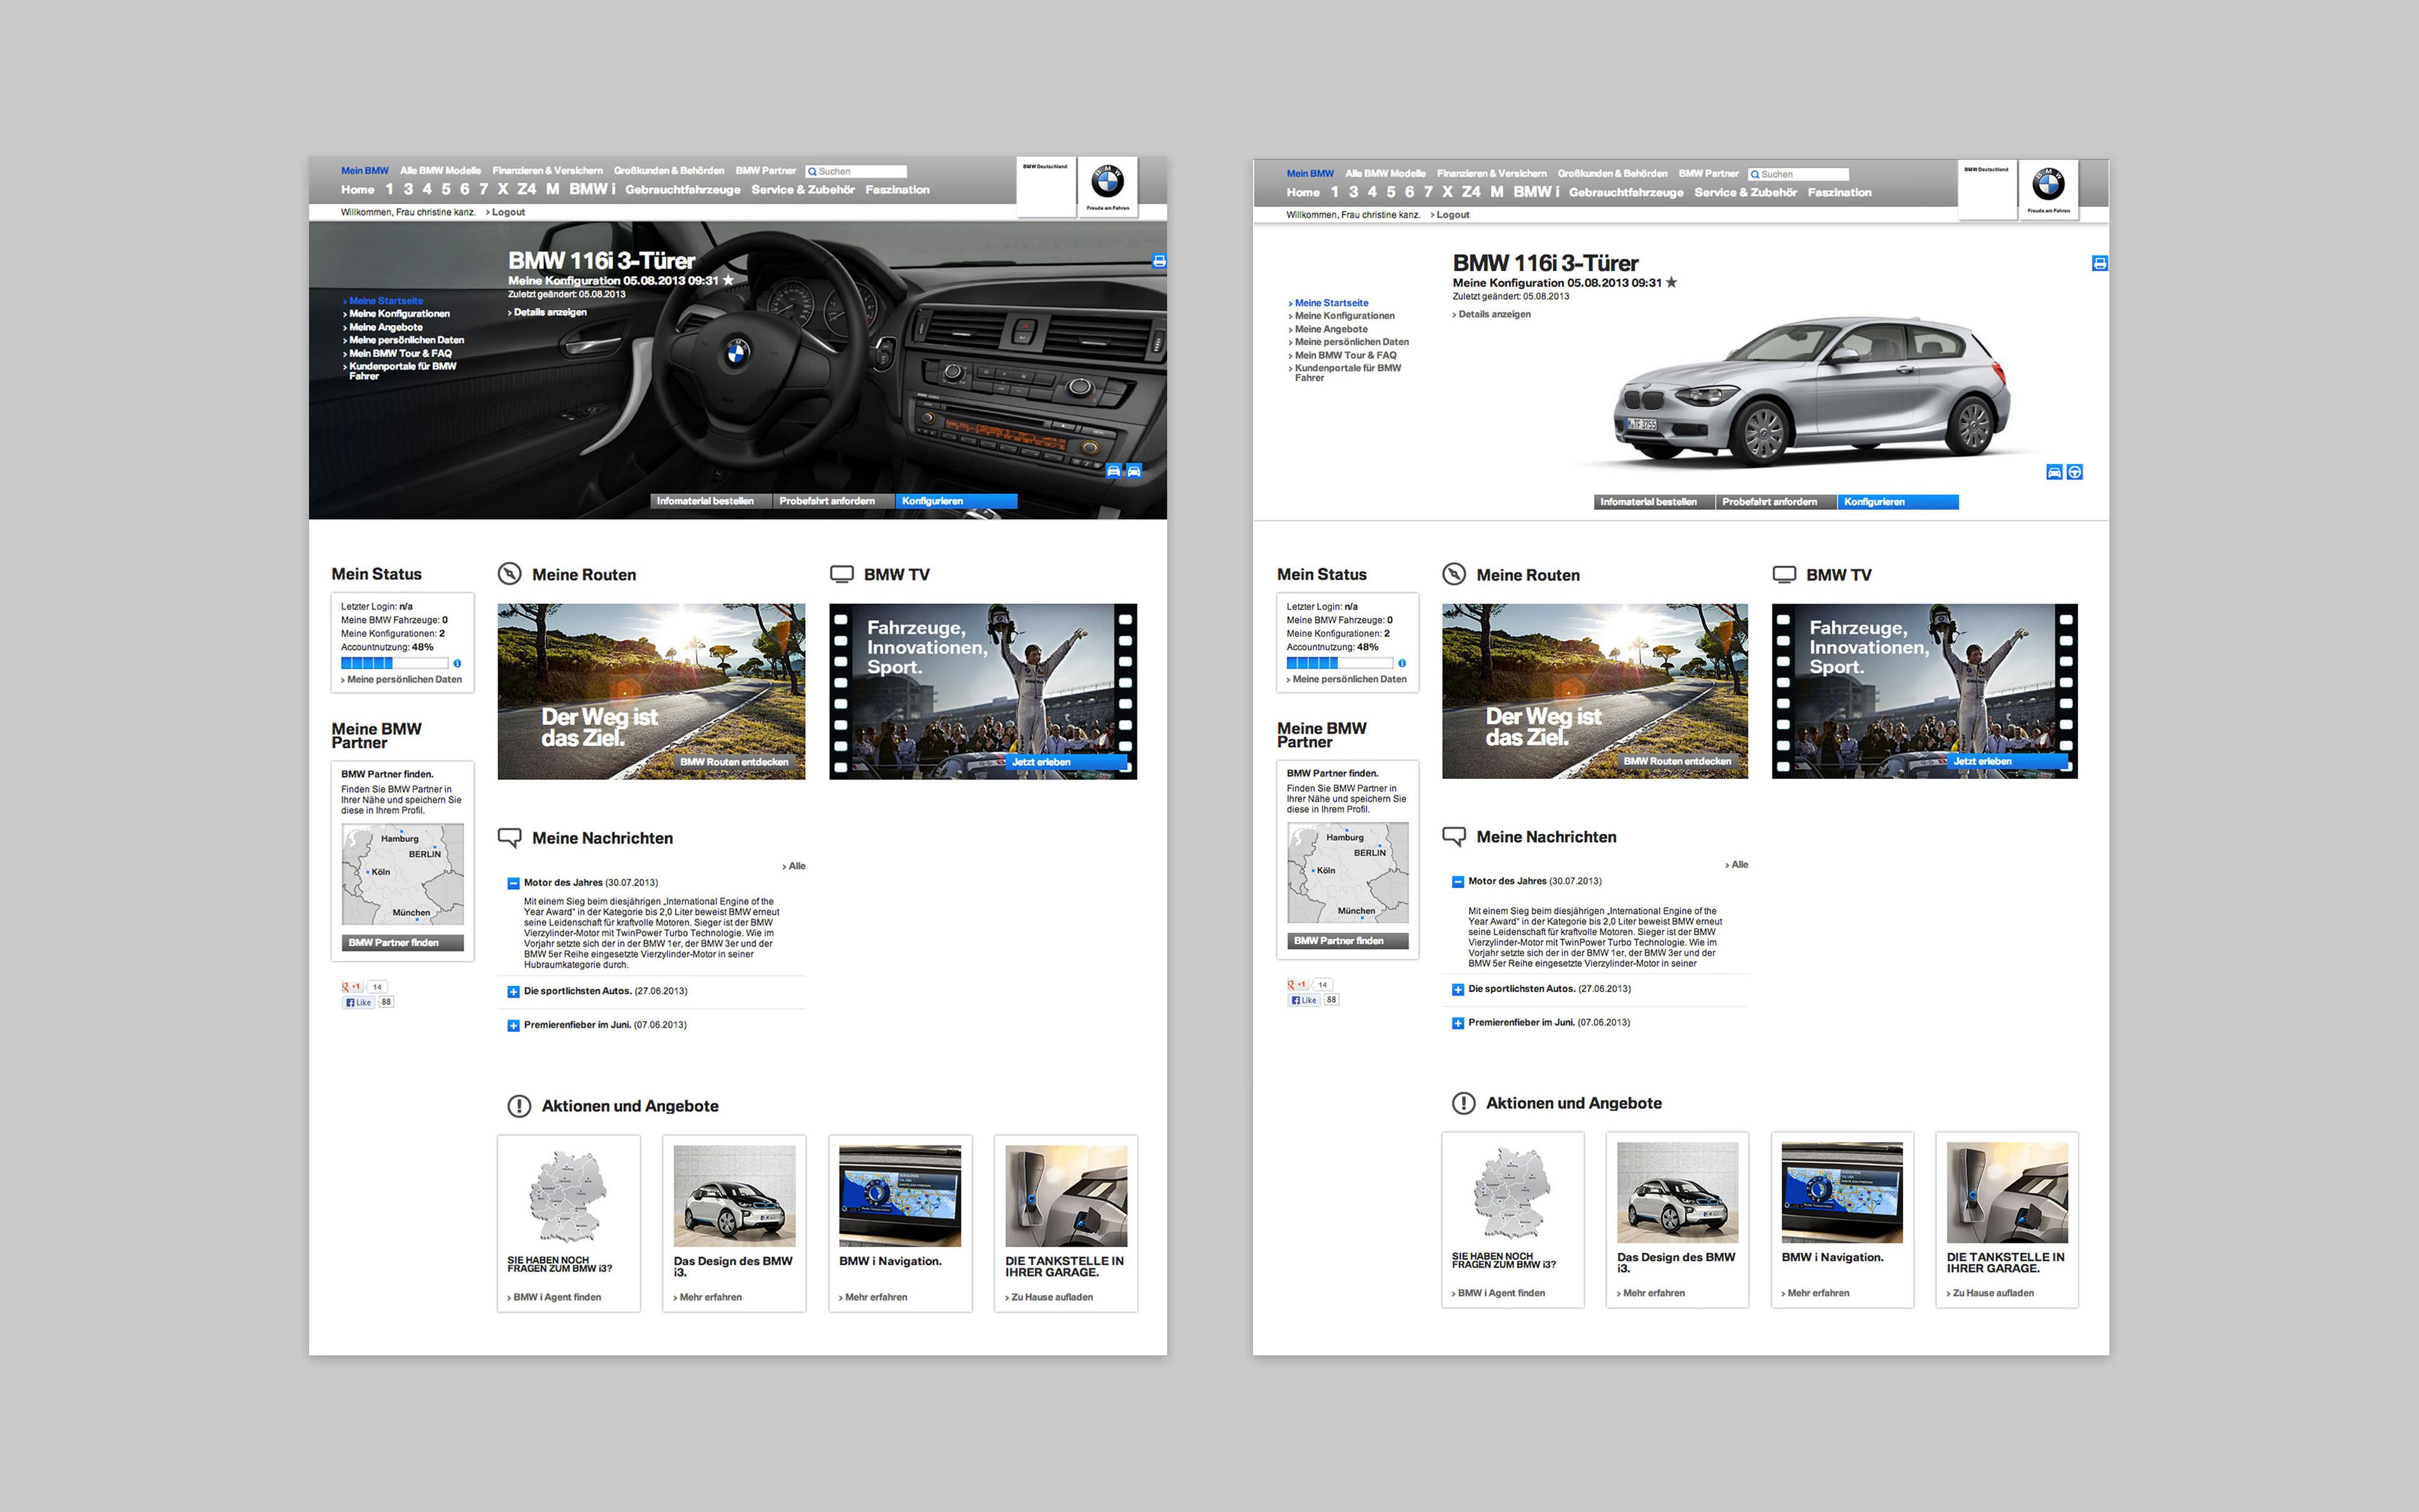 Mein BMW Alle BMW Modelle Finanzieren & Versichern Großkunden & Behörden BMW Partner Suchen
BMW Deutschland
BMW
Home 1 3 4 5 6 7 X Z4 M BMW i Gebrauchtfahrzeuge Service & Zubehör Faszination
Freude am Fahren
Willkommen, Frau christine kanz. › Logout
BMW 116i 3-Türer
Meine Konfiguration 05.08.2013 09:31
Zuletzt geändert: 05.08.2013
› Details anzeigen
› Meine Startseite
› Meine Konfigurationen
› Meine Angebote
› Meine persönlichen Daten
› Mein BMW Tour & FAQ
› Kundenportale für BMW
Fahrer
Infomaterial bestellen Probefahrt anfordern Konfigurieren
Mein Status
Letzter Login: n/a
Meine BMW Fahrzeuge: 0
Meine Konfigurationen: 2
Accountnutzung: 48%
› Meine persönlichen Daten
Meine BMW
Partner
BMW Partner finden.
Finden Sie BMW Partner in
Ihrer Nähe und speichern Sie
diese in Ihrem Profil.
Hamburg
BERLIN
Köln
München
BMW Partner finden
+1 14
Like 88
Meine Routen
Der Weg ist
das Ziel.
BMW Routen entdecken
BMW TV
Fahrzeuge,
Innovationen,
Sport.
Jetzt erleben
Meine Nachrichten
› Alle
Motor des Jahres (30.07.2013)
Mit einem Sieg beim diesjährigen „International Engine of the
Year Award“ in der Kategorie bis 2,0 Liter beweist BMW erneut
seine Leidenschaft für kraftvolle Motoren. Sieger ist der BMW
Vierzylinder-Motor mit TwinPower Turbo Technologie. Wie im
Vorjahr setzte sich der in der BMW 1er, der BMW 3er und der
BMW 5er Reihe eingesetzte Vierzylinder-Motor in seiner
Hubraumkategorie durch.
Die sportlichsten Autos. (27.06.2013)
Premierenfieber im Juni. (07.06.2013)
Aktionen und Angebote
SIE HABEN NOCH
FRAGEN ZUM BMW i3?
› BMW i Agent finden
Das Design des BMW
i3.
› Mehr erfahren
BMW i Navigation.
› Mehr erfahren
DIE TANKSTELLE IN
IHRER GARAGE.
› Zu Hause aufladen
Mein BMW Alle BMW Modelle Finanzieren & Versichern Großkunden & Behörden BMW Partner Suchen
BMW Deutschland
BMW
Home 1 3 4 5 6 7 X Z4 M BMW i Gebrauchtfahrzeuge Service & Zubehör Faszination
Freude am Fahren
Willkommen, Frau christine kanz. › Logout
BMW 116i 3-Türer
Meine Konfiguration 05.08.2013 09:31
Zuletzt geändert: 05.08.2013
› Details anzeigen
› Meine Startseite
› Meine Konfigurationen
› Meine Angebote
› Meine persönlichen Daten
› Mein BMW Tour & FAQ
› Kundenportale für BMW
Fahrer
M·TF 3755
Infomaterial bestellen Probefahrt anfordern Konfigurieren
Mein Status
Letzter Login: n/a
Meine BMW Fahrzeuge: 0
Meine Konfigurationen: 2
Accountnutzung: 48%
› Meine persönlichen Daten
Meine BMW
Partner
BMW Partner finden.
Finden Sie BMW Partner in
Ihrer Nähe und speichern Sie
diese in Ihrem Profil.
Hamburg
BERLIN
Köln
München
BMW Partner finden
+1 14
Like 88
Meine Routen
Der Weg ist
das Ziel.
BMW Routen entdecken
BMW TV
Fahrzeuge,
Innovationen,
Sport.
Jetzt erleben
Meine Nachrichten
› Alle
Motor des Jahres (30.07.2013)
Mit einem Sieg beim diesjährigen „International Engine of the
Year Award“ in der Kategorie bis 2,0 Liter beweist BMW erneut
seine Leidenschaft für kraftvolle Motoren. Sieger ist der BMW
Vierzylinder-Motor mit TwinPower Turbo Technologie. Wie im
Vorjahr setzte sich der in der BMW 1er, der BMW 3er und der
BMW 5er Reihe eingesetzte Vierzylinder-Motor in seiner
Die sportlichsten Autos. (27.06.2013)
Premierenfieber im Juni. (07.06.2013)
Aktionen und Angebote
SIE HABEN NOCH
FRAGEN ZUM BMW i3?
› BMW i Agent finden
Das Design des BMW
i3.
› Mehr erfahren
BMW i Navigation.
› Mehr erfahren
DIE TANKSTELLE IN
IHRER GARAGE.
› Zu Hause aufladen